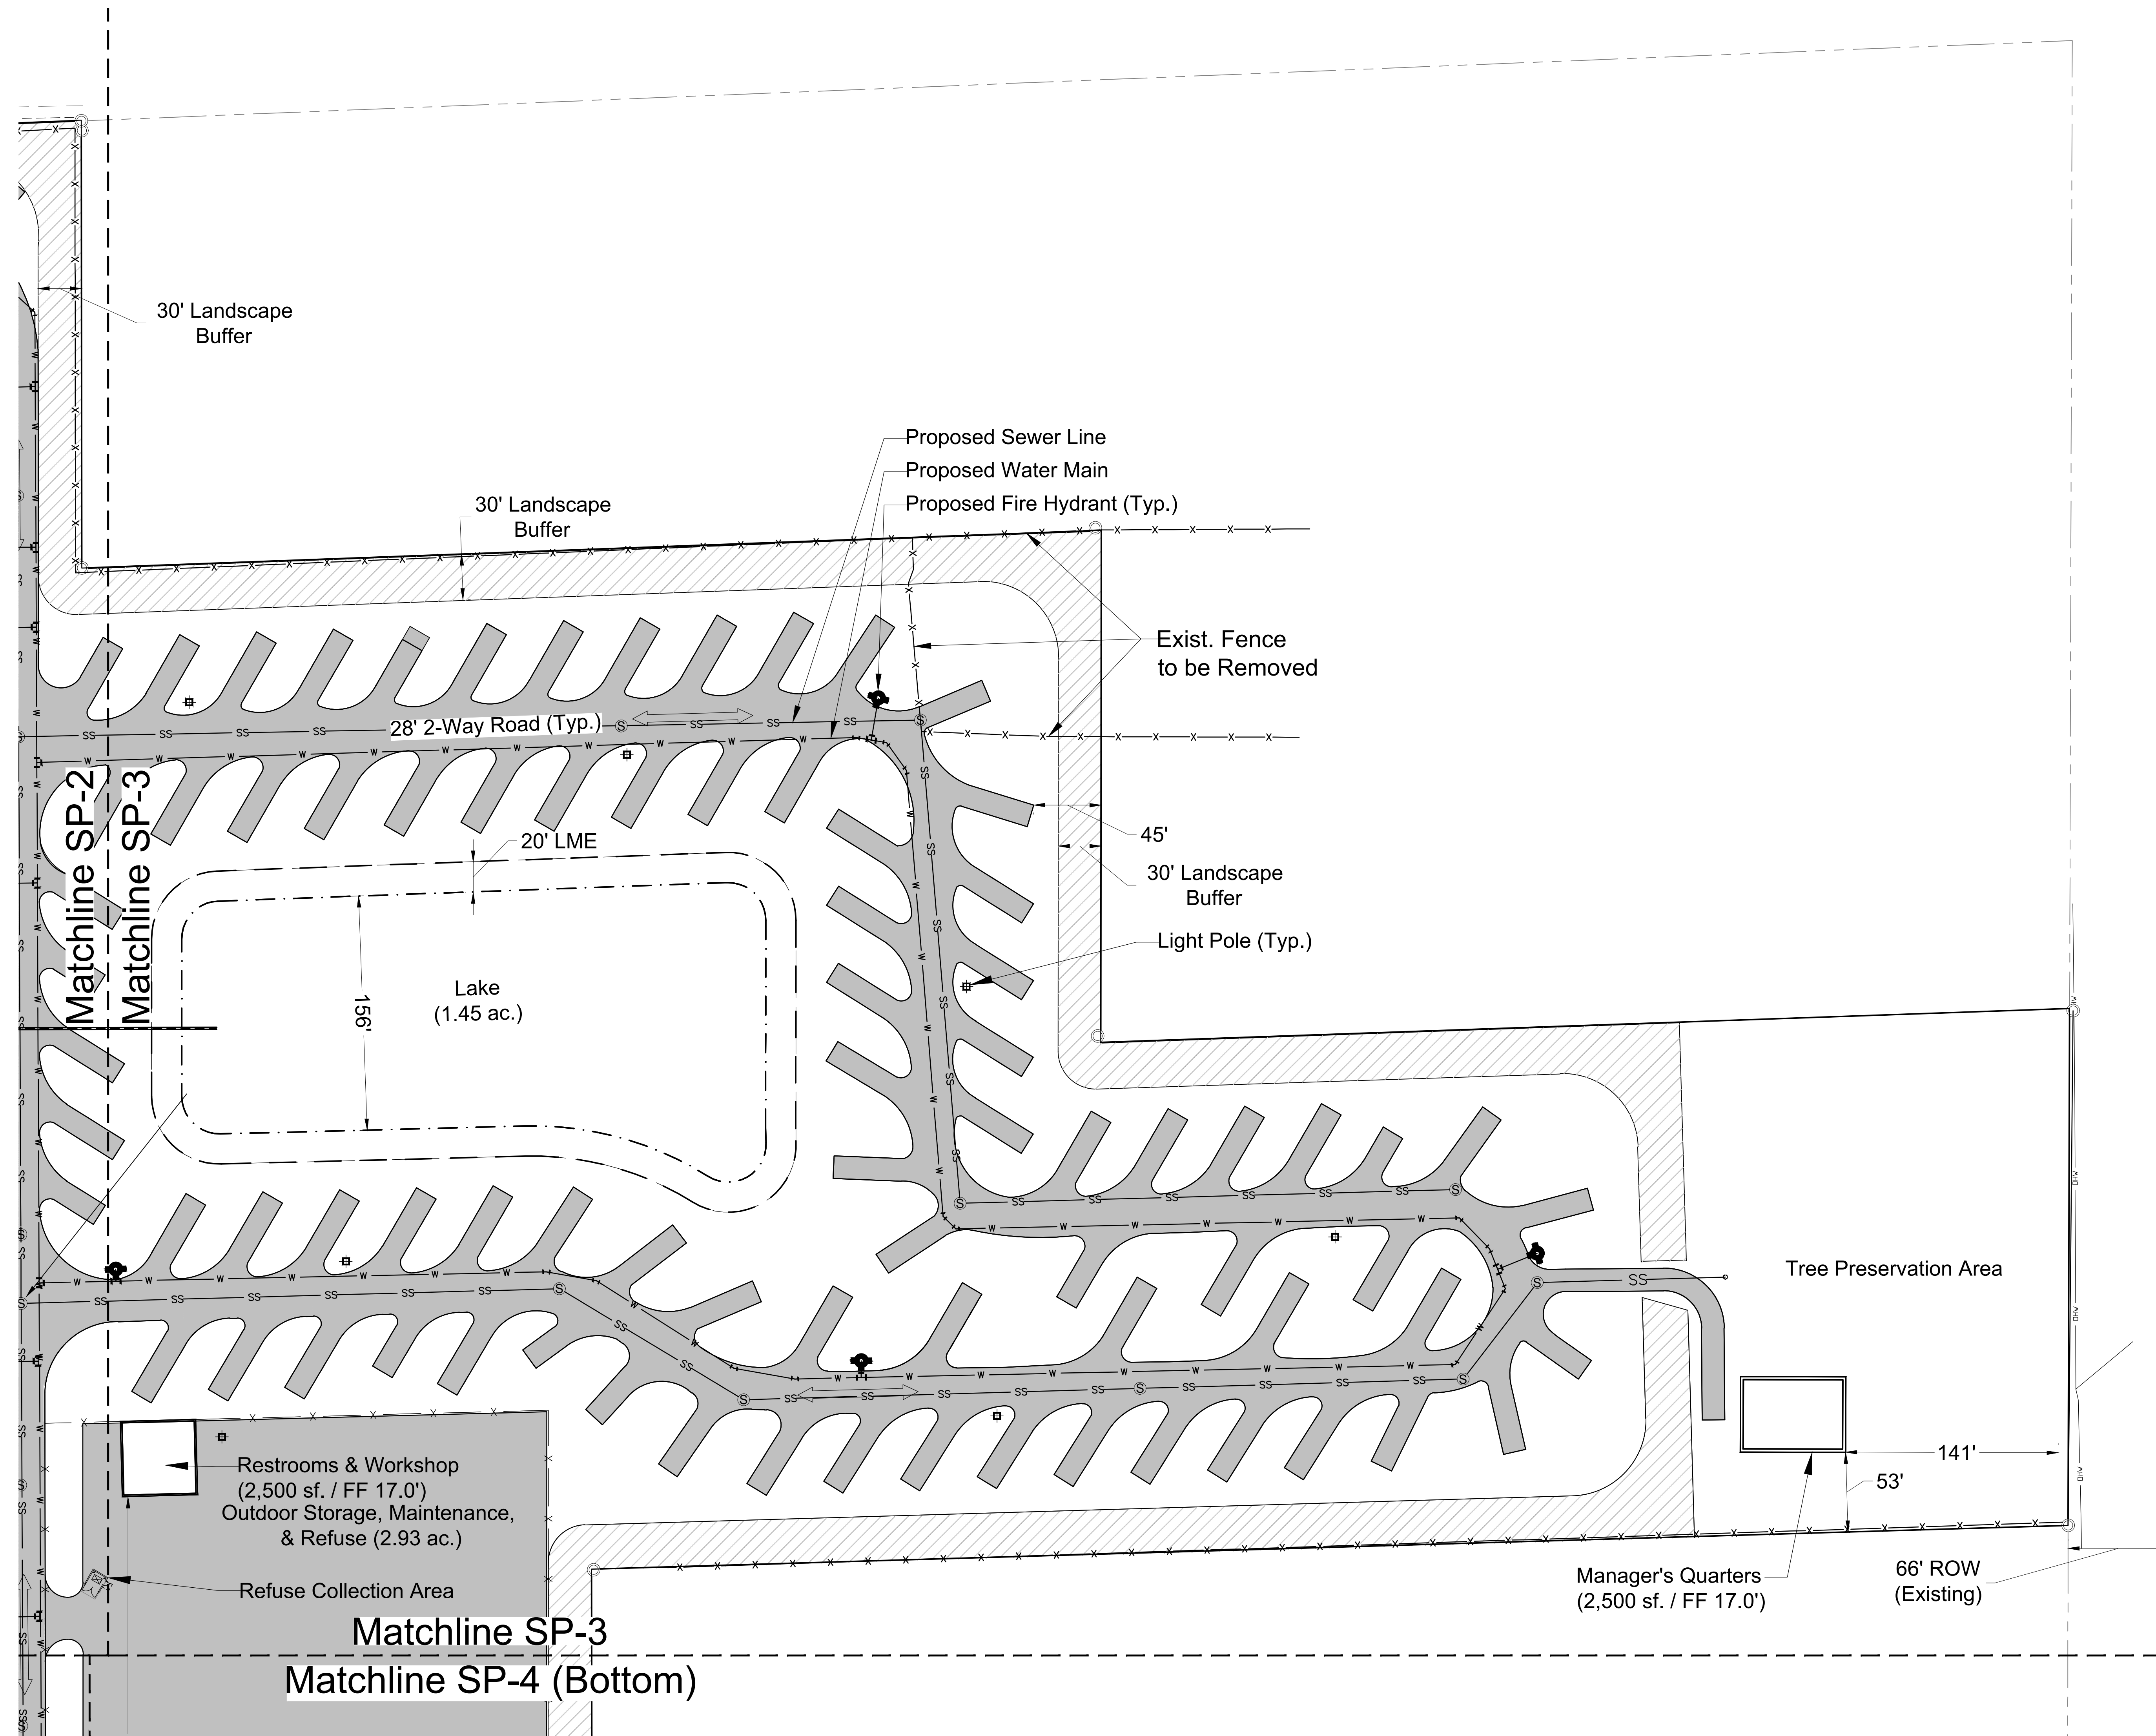 30' Landscape
Buffer
Proposed Sewer Line
Proposed Water Main
Proposed Fire Hydrant (Typ.)
30' Landscape
Buffer
Exist. Fence
to be Removed
28' 2-Way Road (Typ.)
Matchline SP-2
Matchline SP-3
20' LME
45'
30' Landscape
Buffer
Light Pole (Typ.)
156'
Lake
(1.45 ac.)
Tree Preservation Area
Restrooms & Workshop
(2,500 sf. / FF 17.0')
Outdoor Storage, Maintenance,
& Refuse (2.93 ac.)
Refuse Collection Area
141'
53'
Manager's Quarters
(2,500 sf. / FF 17.0')
66' ROW
(Existing)
Matchline SP-3
Matchline SP-4 (Bottom)